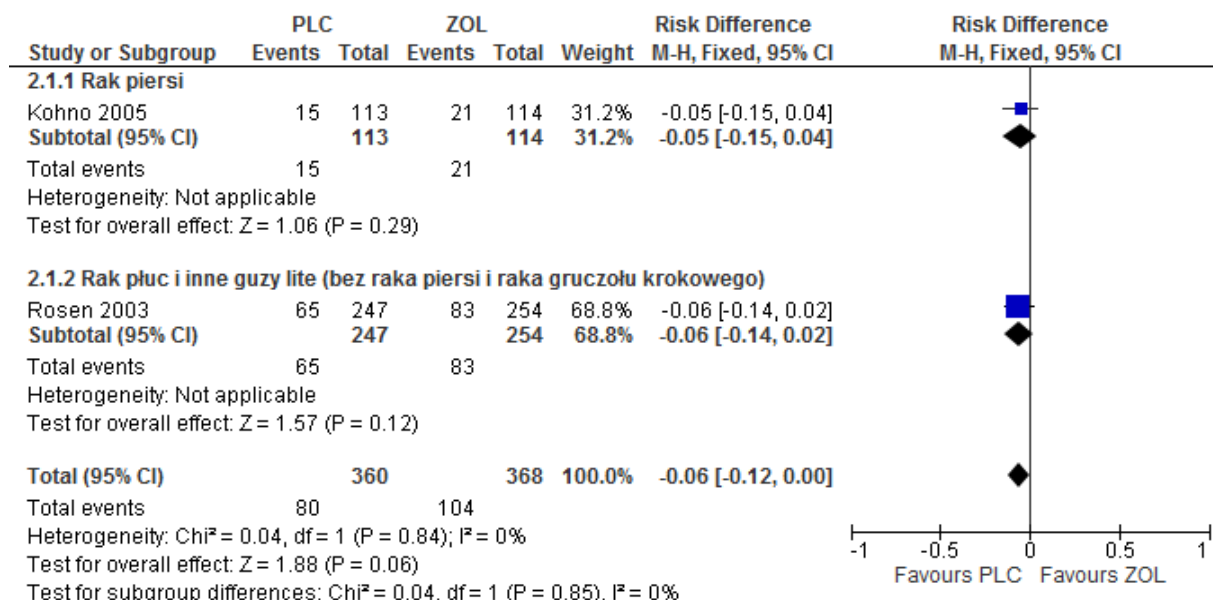 PLC ZOL Risk Difference Risk Difference
Study or Subgroup Events Total Events Total Weight M-H, Fixed, 95% CI M-H, Fixed, 95% CI
2.1.1 Rak piersi
Kohno 2005 15 113 21 114 31.2% -0.05 [-0.15, 0.04]
Subtotal (95% CI) 113 114 31.2% -0.05 [-0.15, 0.04]
Total events 15 21
Heterogeneity: Not applicable
Test for overall effect: Z = 1.06 (P = 0.29)
2.1.2 Rak płuc i inne guzy lite (bez raka piersi i raka gruczołu krokowego)
Rosen 2003 65 247 83 254 68.8% -0.06 [-0.14, 0.02]
Subtotal (95% CI) 247 254 68.8% -0.06 [-0.14, 0.02]
Total events 65 83
Heterogeneity: Not applicable
Test for overall effect: Z = 1.57 (P = 0.12)
Total (95% CI) 360 368 100.0% -0.06 [-0.12, 0.00]
Total events 80 104
Heterogeneity: Chi² = 0.04, df = 1 (P = 0.84); I² = 0%
Test for overall effect: Z = 1.88 (P = 0.06)
Test for subgroup differences: Chi² = 0.04, df = 1 (P = 0.85), I² = 0%
-1 -0.5 0 0.5 1
Favours PLC Favours ZOL